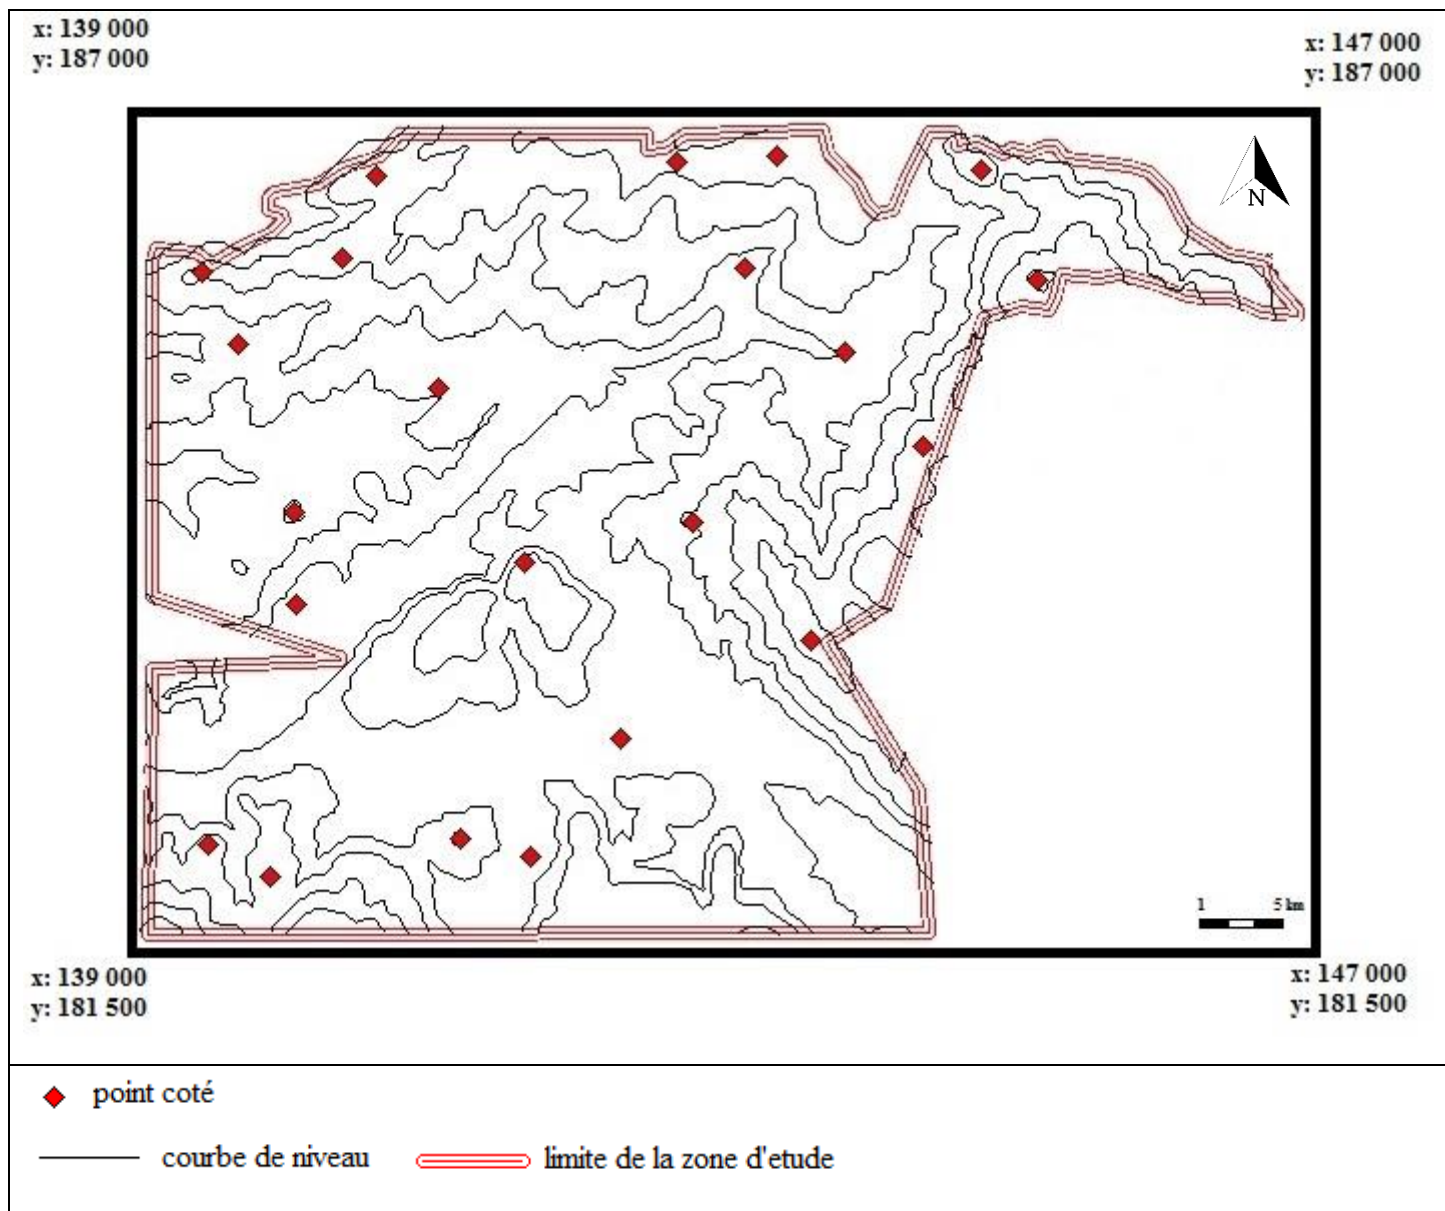 x: 139 000
y: 187 000
x: 147 000
y: 187 000
N
1 5 km
x: 139 000
y: 181 500
x: 147 000
y: 181 500
point coté
courbe de niveau
limite de la zone d'etude